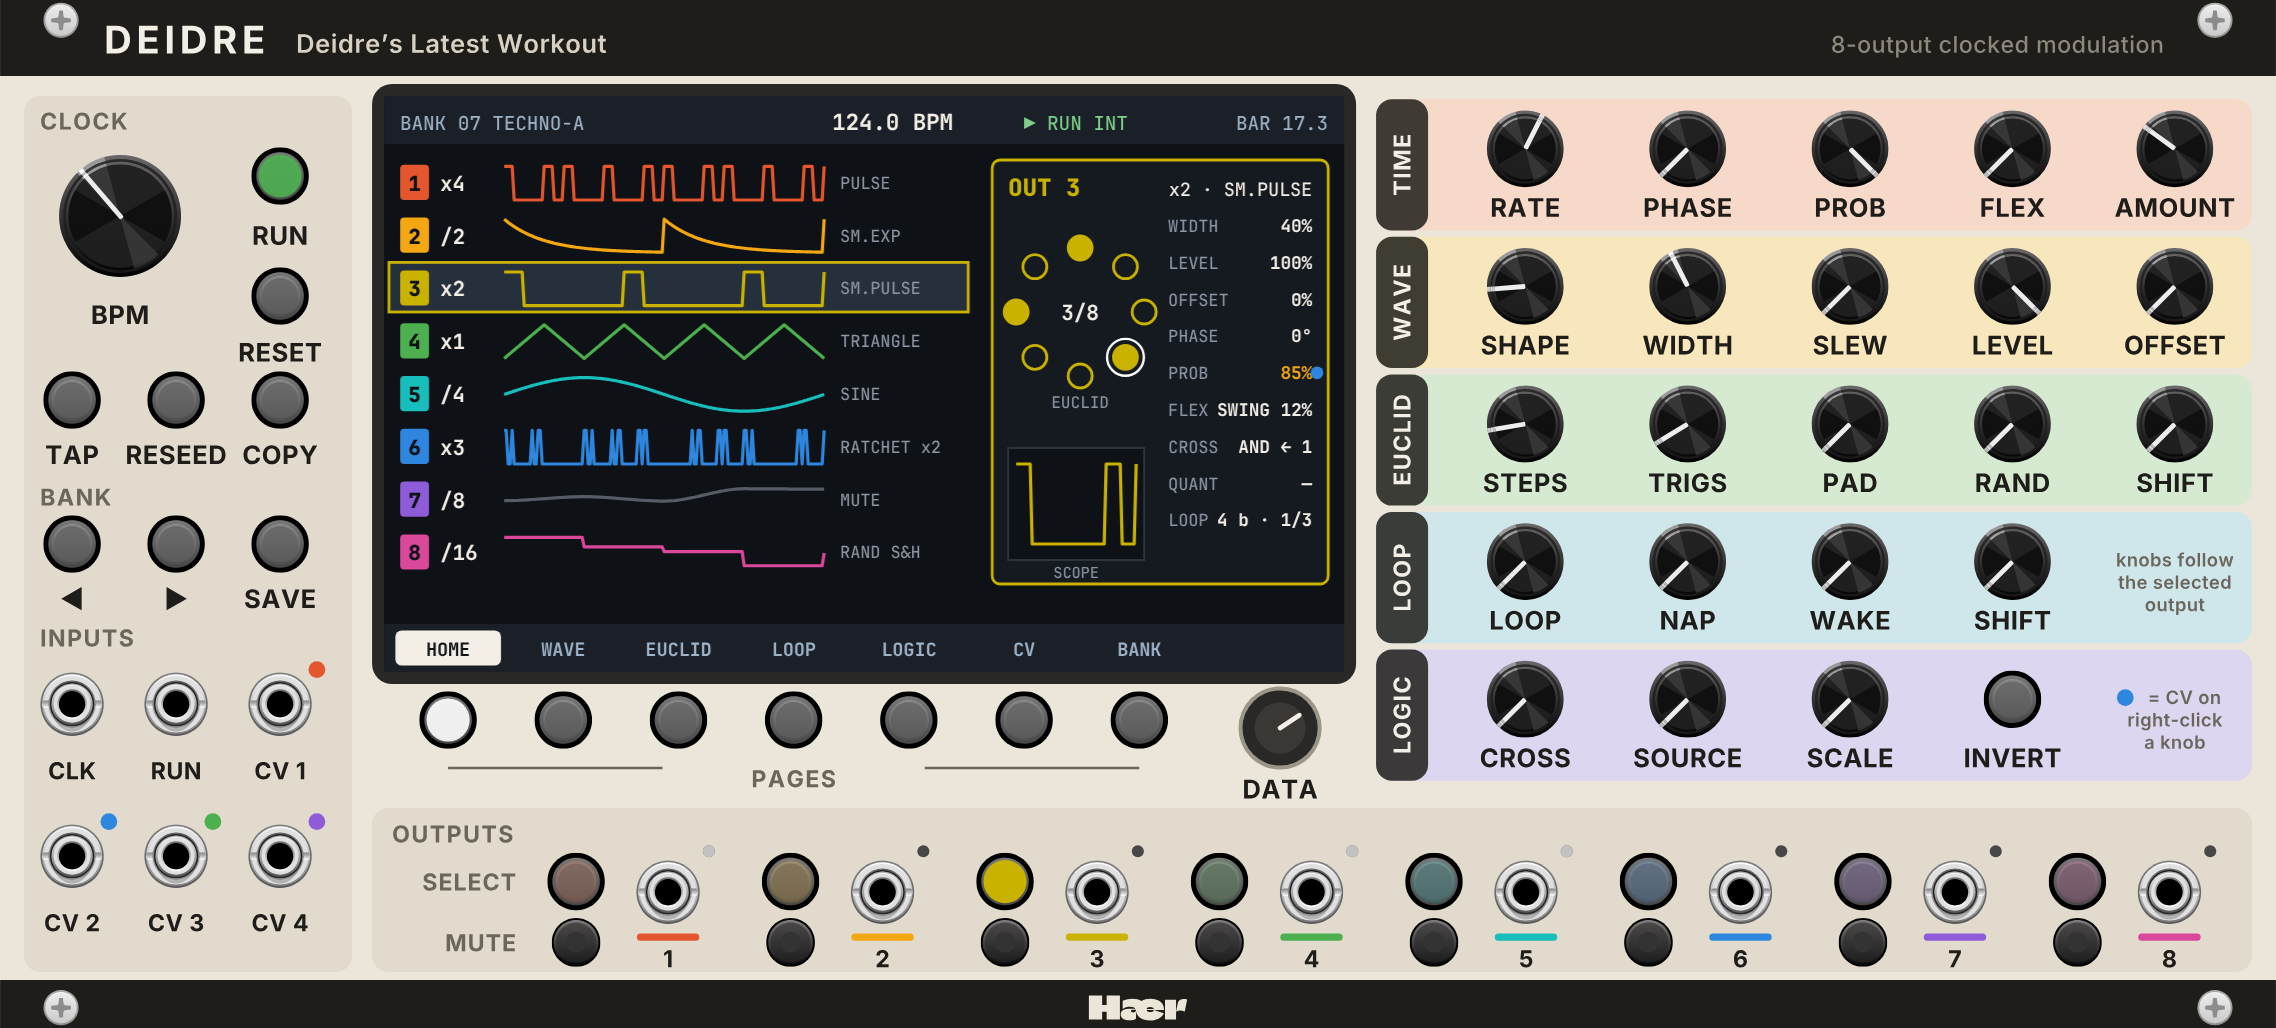 DEIDRE Deidre's Latest Workout 8-output clocked modulation
CLOCK
BPM
RUN
RESET
TAP RESEED COPY
BANK
◀ ▶ SAVE
INPUTS
CLK RUN CV 1
CV 2 CV 3 CV 4
BANK 07 TECHNO-A 124.0 BPM ▶ RUN INT BAR 17.3
1 x4 PULSE
2 /2 SM.EXP
3 x2 SM.PULSE
4 x1 TRIANGLE
5 /4 SINE
6 x3 RATCHET x2
7 /8 MUTE
8 /16 RAND S&H
OUT 3 x2 · SM.PULSE
3/8
EUCLID
SCOPE
WIDTH 40%
LEVEL 100%
OFFSET 0%
PHASE 0°
PROB 85%
FLEX SWING 12%
CROSS AND ← 1
QUANT –
LOOP 4 b · 1/3
HOME WAVE EUCLID LOOP LOGIC CV BANK
PAGES
DATA
TIME
RATE PHASE PROB FLEX AMOUNT
WAVE
SHAPE WIDTH SLEW LEVEL OFFSET
EUCLID
STEPS TRIGS PAD RAND SHIFT
LOOP
LOOP NAP WAKE SHIFT
knobs follow
the selected
output
LOGIC
CROSS SOURCE SCALE INVERT
= CV on
right-click
a knob
OUTPUTS
SELECT
MUTE
1 2 3 4 5 6 7 8
Hær